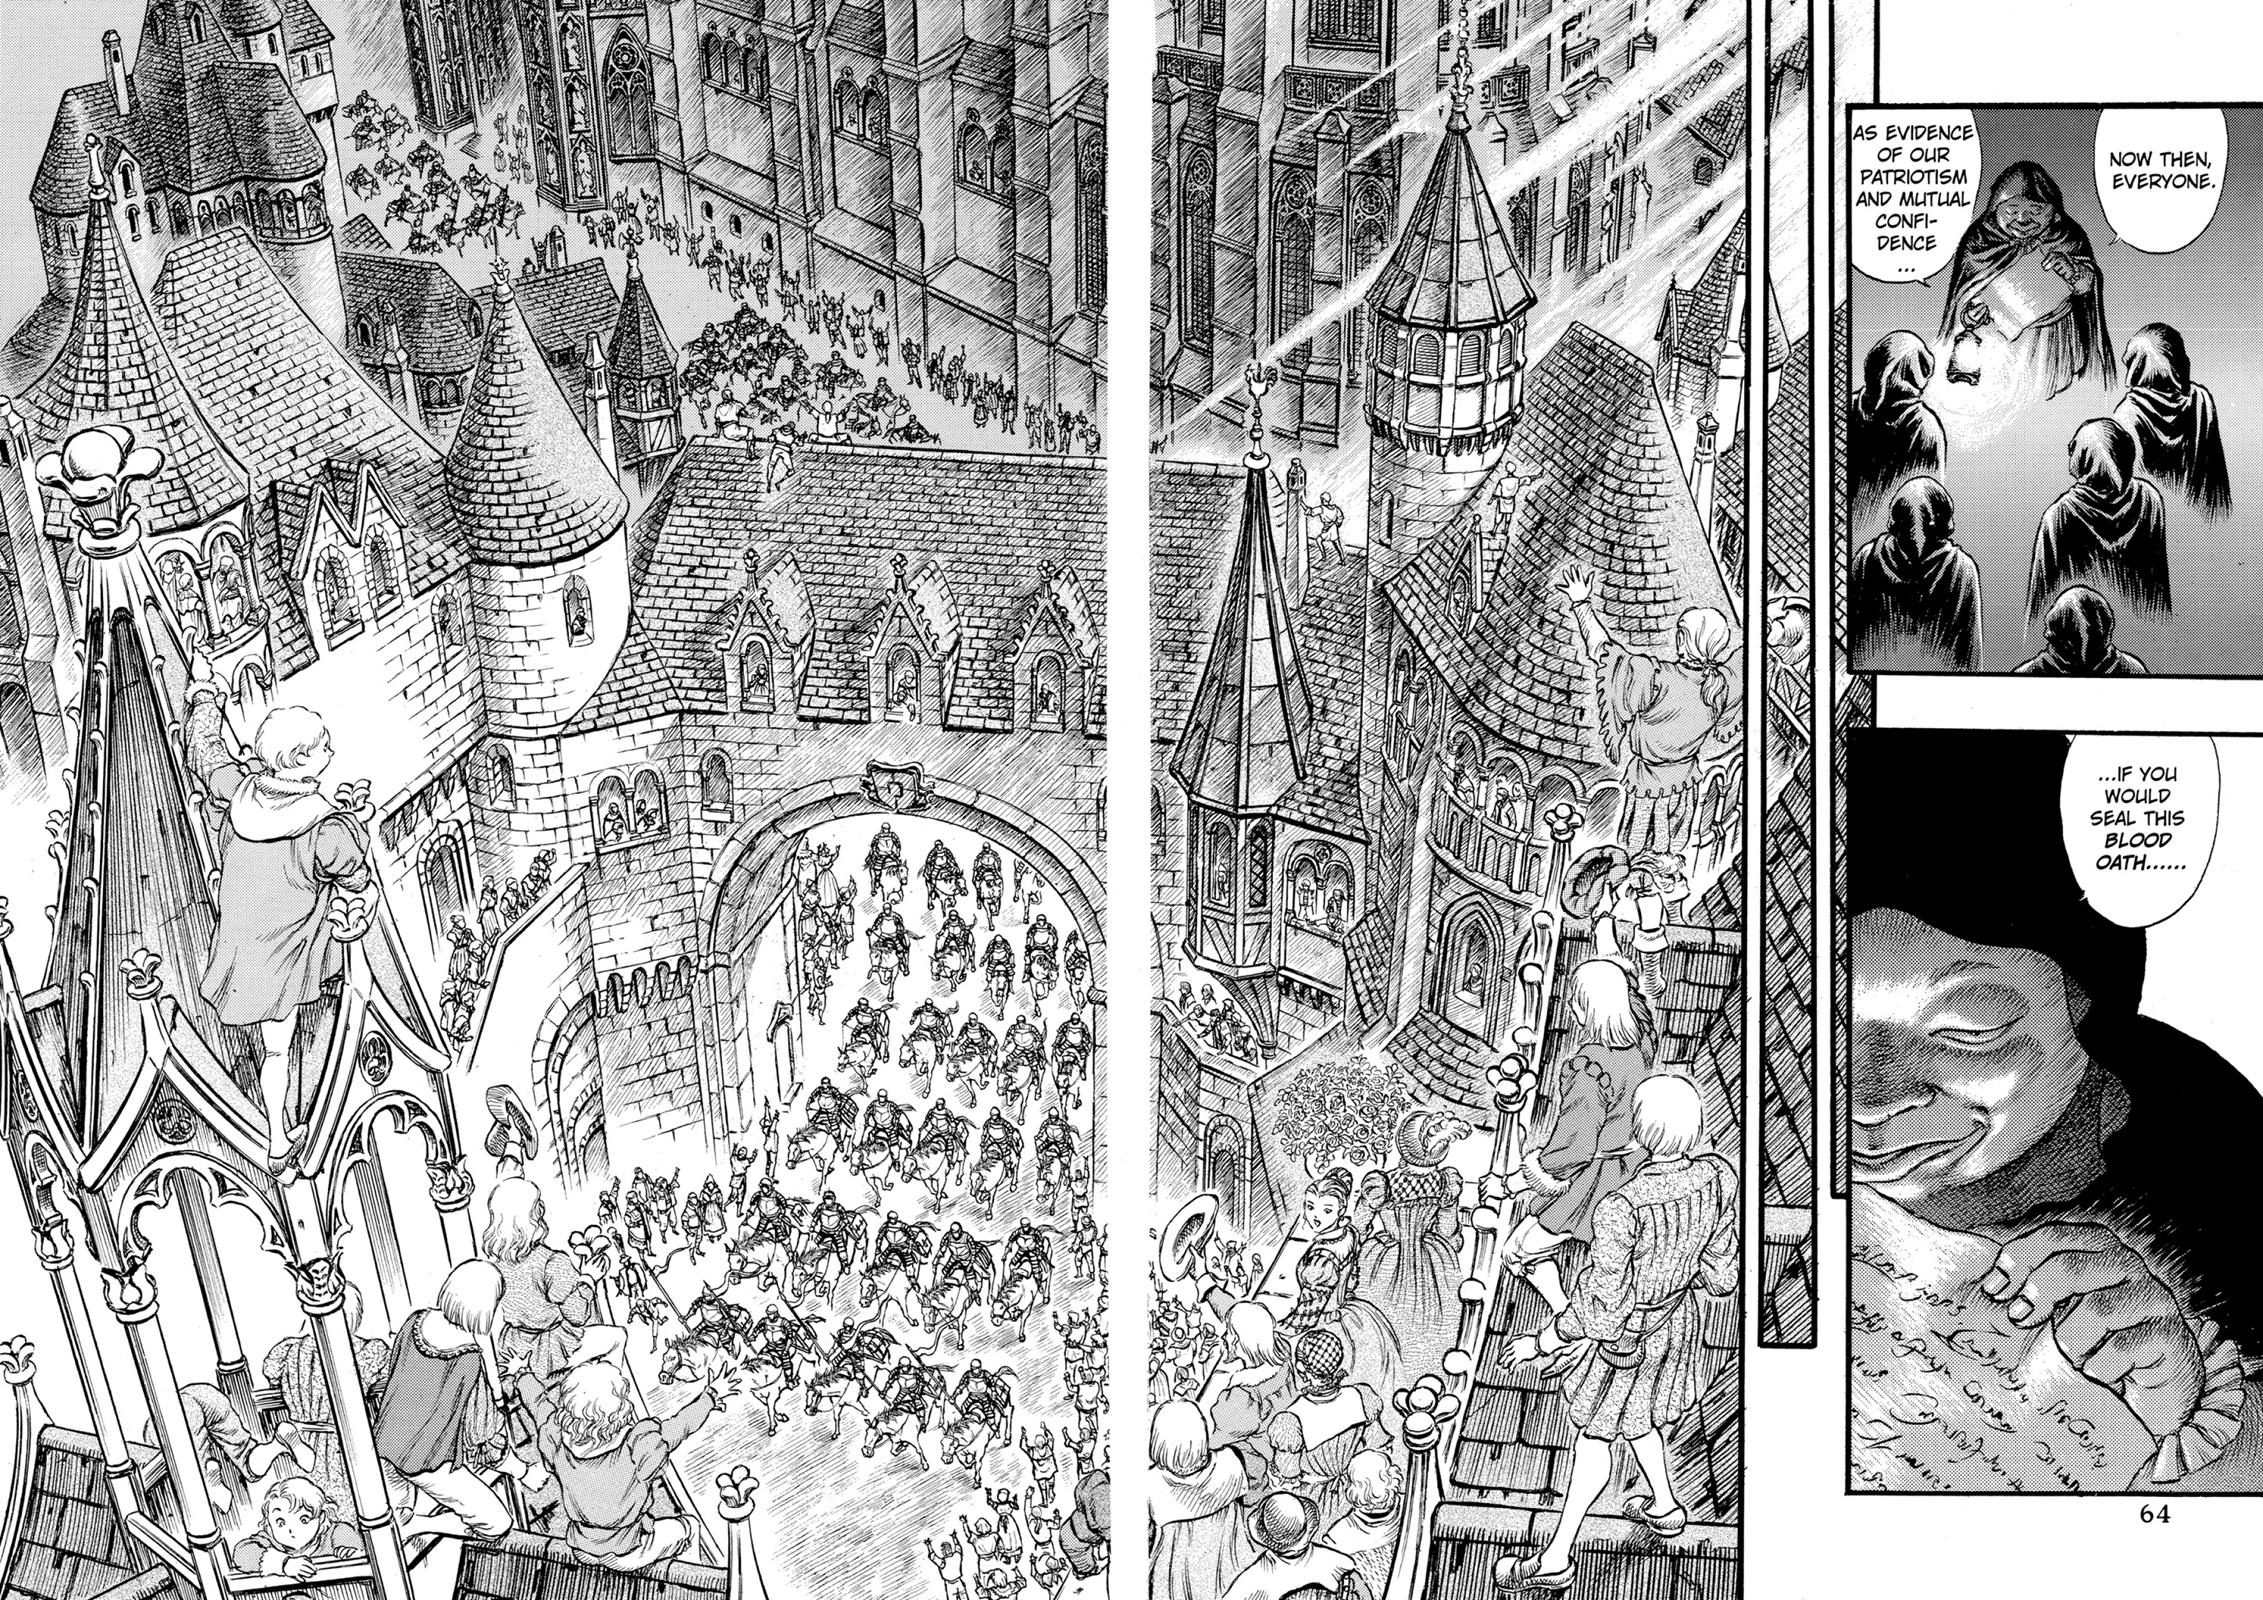 NOW THEN,
EVERYONE.
AS EVIDENCE
OF OUR
PATRIOTISM
AND MUTUAL
CONFI-
DENCE
...
...IF YOU
WOULD
SEAL THIS
BLOOD
OATH......
64